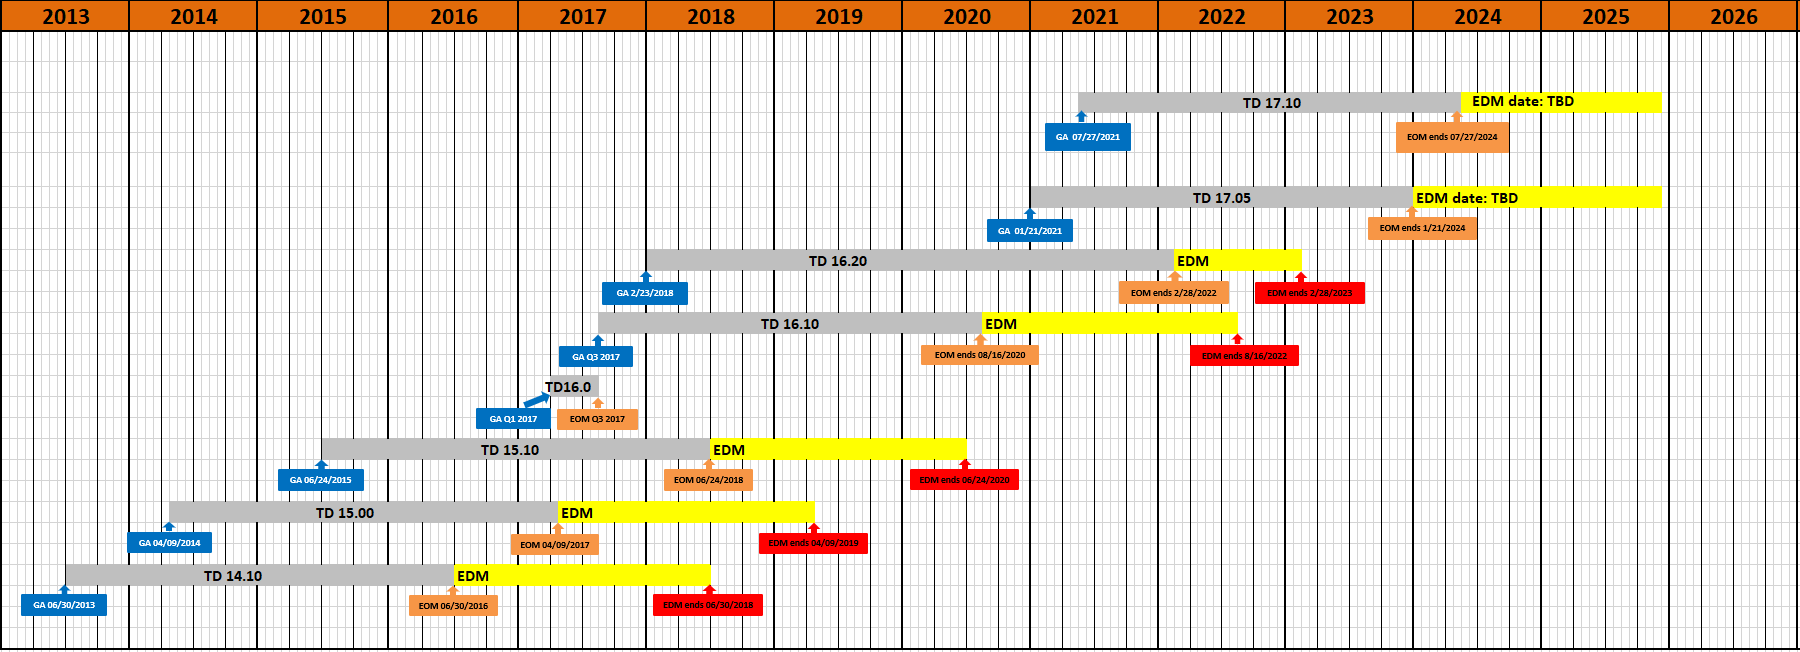 2013 2014 2015 2016 2017 2018 2019 2020 2021 2022 2023 2024 2025 2026
TD 17.10 EDM date: TBD
GA 07/27/2021 EOM ends 07/27/2024
TD 17.05 EDM date: TBD
GA 01/21/2021 EOM ends 1/21/2024
TD 16.20 EDM
GA 2/23/2018 EOM ends 2/28/2022 EDM ends 2/28/2023
TD 16.10 EDM
GA Q3 2017 EOM ends 08/16/2020 EDM ends 8/16/2022
TD16.0
GA Q1 2017 EOM Q3 2017
TD 15.10 EDM
GA 06/24/2015 EOM 06/24/2018 EDM ends 06/24/2020
TD 15.00 EDM
GA 04/09/2014 EOM 04/09/2017 EDM ends 04/09/2019
TD 14.10 EDM
GA 06/30/2013 EOM 06/30/2016 EDM ends 06/30/2018